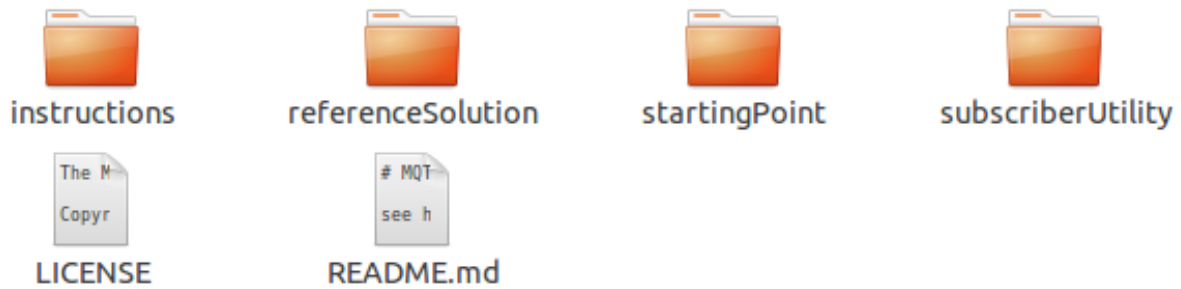 instructions
referenceSolution
startingPoint
subscriberUtility
The M
Copyr
# MQT
see h
LICENSE
README.md